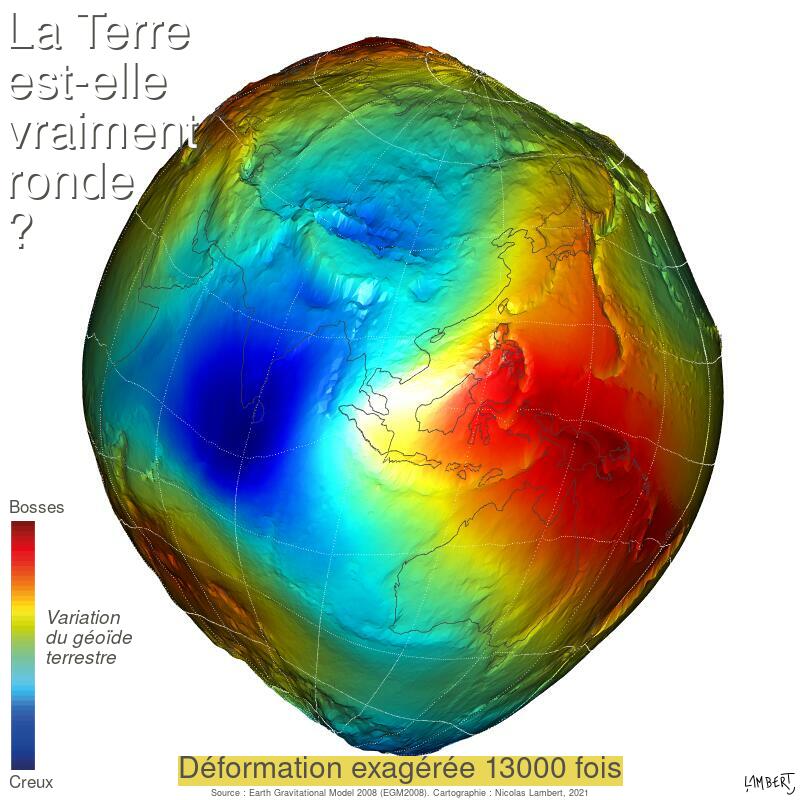 La Terre
est-elle
vraiment
ronde
?
Bosses
Variation
du géoïde
terrestre
Creux
Déformation exagérée 13000 fois
Source : Earth Gravitational Model 2008 (EGM2008). Cartographie : Nicolas Lambert, 2021
LAMBERT